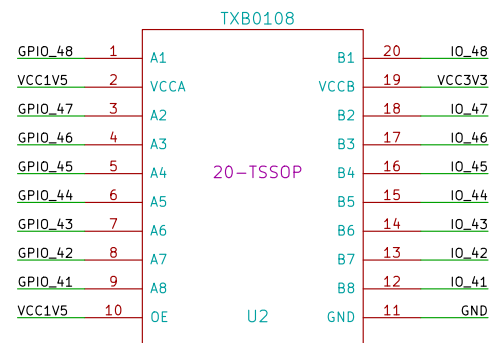 TXB0108
GPIO_48 1 A1 B1 20 IO_48
VCC1V5 2 VCCA VCCB 19 VCC3V3
GPIO_47 3 A2 B2 18 IO_47
GPIO_46 4 A3 B3 17 IO_46
GPIO_45 5 A4 20-TSSOP B4 16 IO_45
GPIO_44 6 A5 B5 15 IO_44
GPIO_43 7 A6 B6 14 IO_43
GPIO_42 8 A7 B7 13 IO_42
GPIO_41 9 A8 B8 12 IO_41
VCC1V5 10 OE U2 GND 11 GND